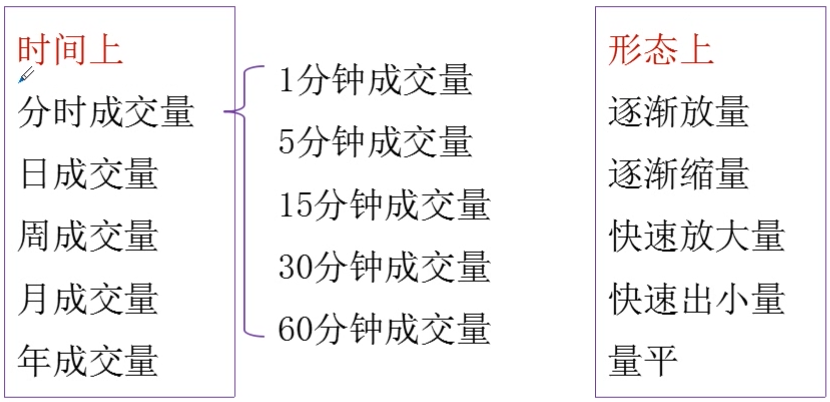 时间上
分时成交量
日成交量
周成交量
月成交量
年成交量
1分钟成交量
5分钟成交量
15分钟成交量
30分钟成交量
60分钟成交量
形态上
逐渐放量
逐渐缩量
快速放大量
快速出小量
量平